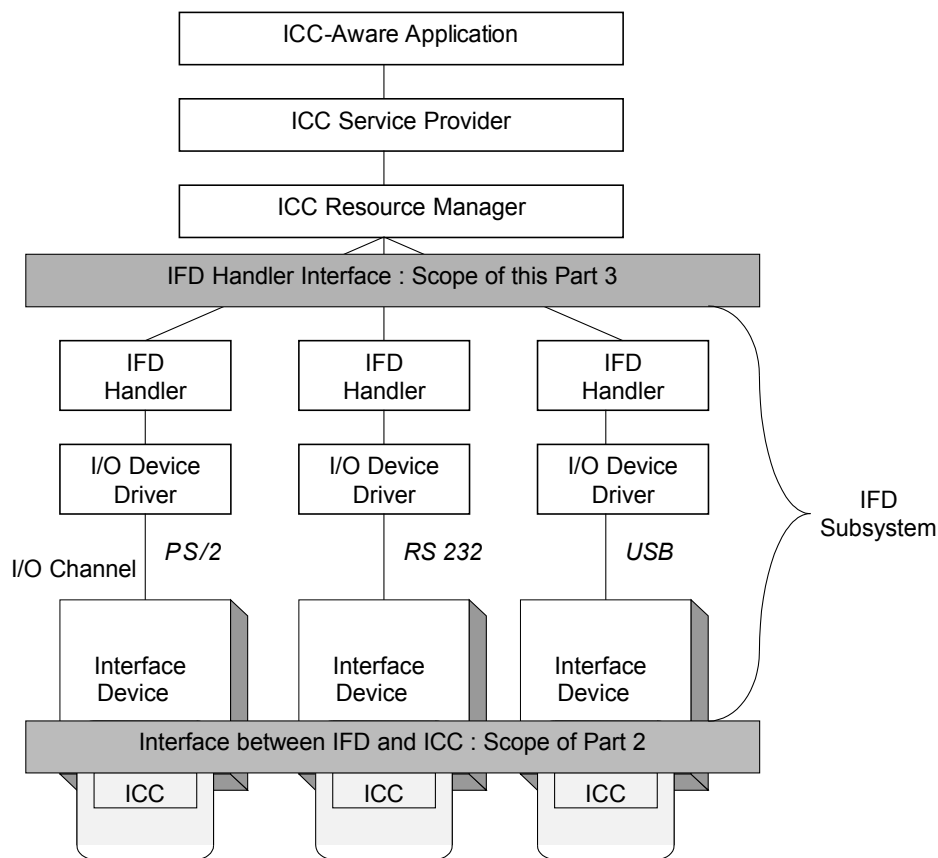 ICC-Aware Application
ICC Service Provider
ICC Resource Manager
IFD Handler Interface : Scope of this Part 3
IFD
Handler
IFD
Handler
IFD
Handler
I/O Device
Driver
I/O Device
Driver
I/O Device
Driver
IFD
Subsystem
PS/2
RS 232
USB
I/O Channel
Interface
Device
Interface
Device
Interface
Device
Interface between IFD and ICC : Scope of Part 2
ICC
ICC
ICC